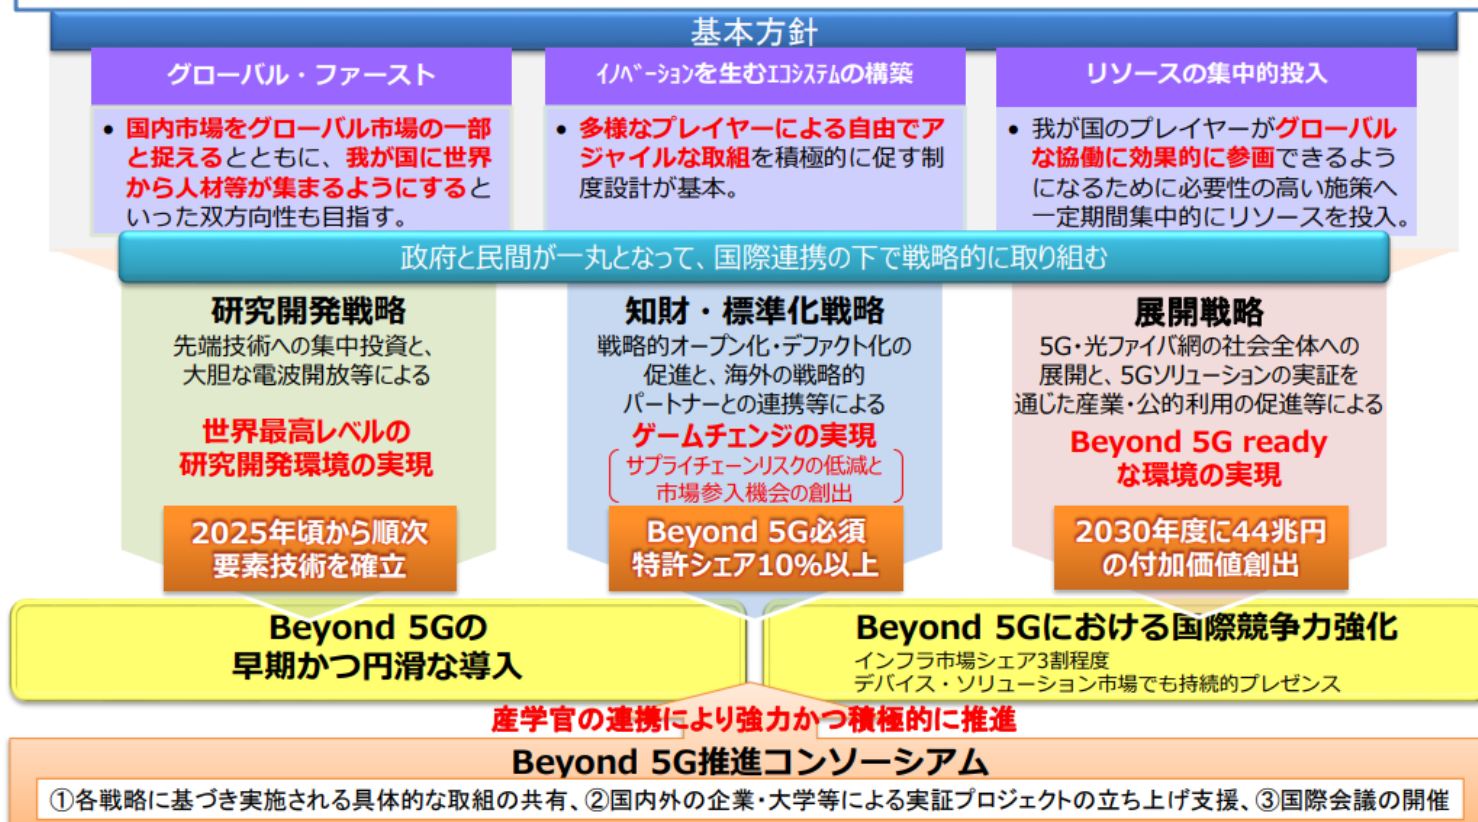 基本方針
グローバル・ファースト
• 国内市場をグローバル市場の一部
と捉えるとともに、我が国に世界
から人材等が集まるようにすると
いった双方向性も目指す。
ｲﾉﾍﾞｰｼｮﾝを生むｴｺｼｽﾃﾑの構築
• 多様なプレイヤーによる自由でア
ジャイルな取組を積極的に促す制
度設計が基本。
リソースの集中的投入
• 我が国のプレイヤーがグローバル
な協働に効果的に参画できるよう
になるために必要性の高い施策へ
一定期間集中的にリソースを投入。
政府と民間が一丸となって、国際連携の下で戦略的に取り組む
研究開発戦略
先端技術への集中投資と、
大胆な電波開放等による
世界最高レベルの
研究開発環境の実現
2025年頃から順次
要素技術を確立
知財・標準化戦略
戦略的オープン化・デファクト化の
促進と、海外の戦略的
パートナーとの連携等による
ゲームチェンジの実現
サプライチェーンリスクの低減と
市場参入機会の創出
Beyond 5G必須
特許シェア10%以上
展開戦略
5G・光ファイバ網の社会全体への
展開と、5Gソリューションの実証を
通じた産業・公的利用の促進等による
Beyond 5G ready
な環境の実現
2030年度に44兆円
の付加価値創出
Beyond 5Gの
早期かつ円滑な導入
Beyond 5Gにおける国際競争力強化
インフラ市場シェア3割程度
デバイス・ソリューション市場でも持続的プレゼンス
産学官の連携により強力かつ積極的に推進
Beyond 5G推進コンソーシアム
①各戦略に基づき実施される具体的な取組の共有、②国内外の企業・大学等による実証プロジェクトの立ち上げ支援、③国際会議の開催